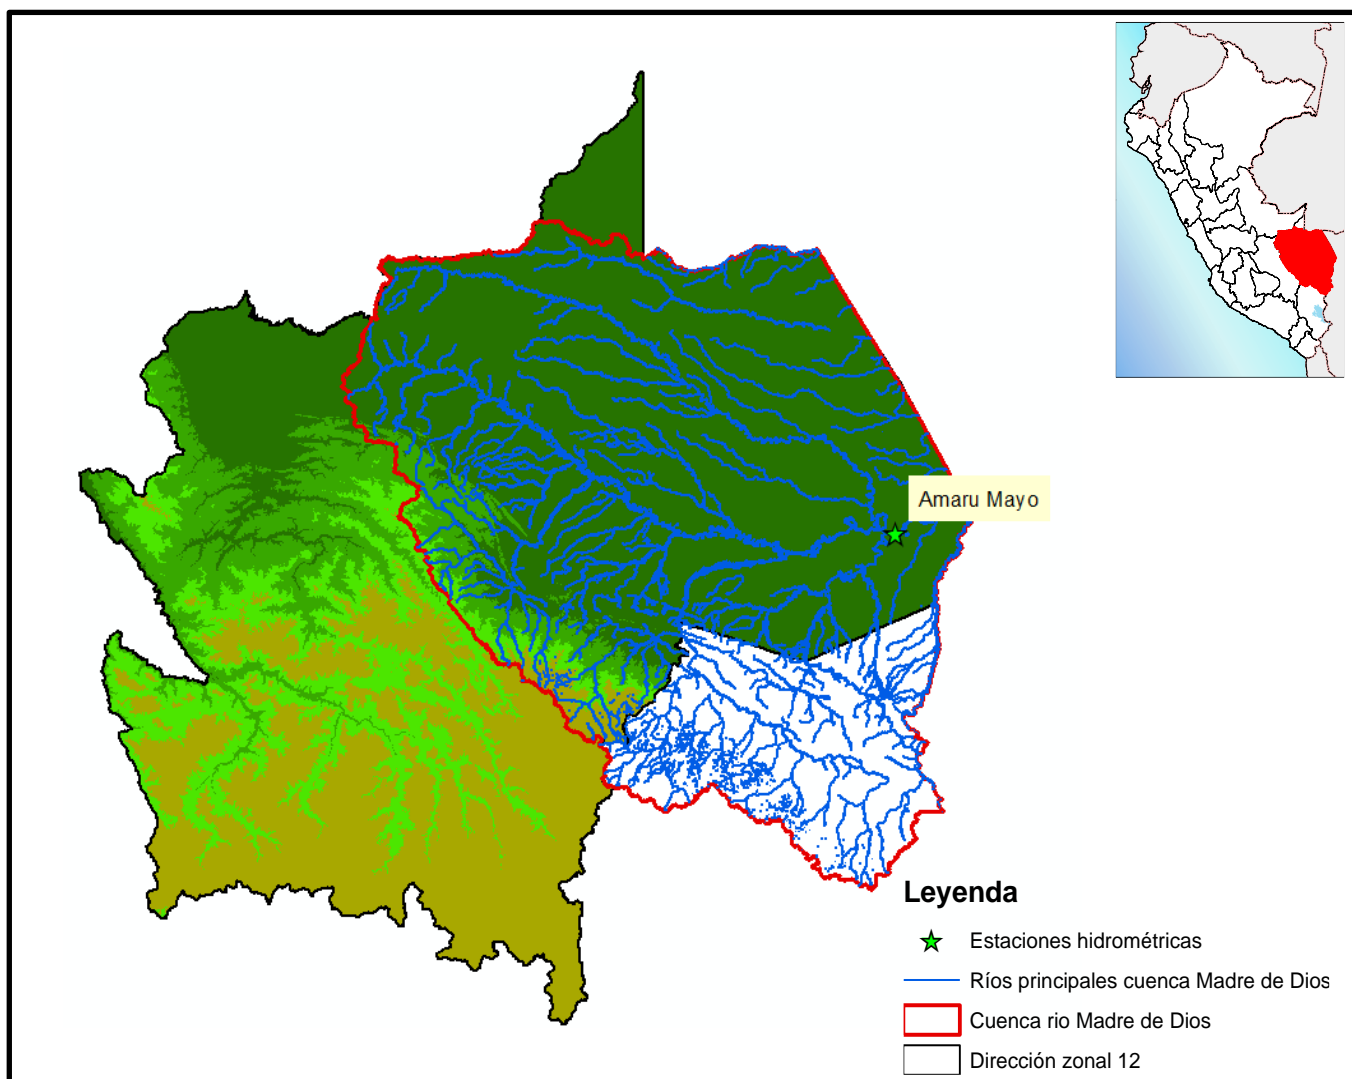 Amaru Mayo
Leyenda
Estaciones hidrométricas
Ríos principales cuenca Madre de Dios
Cuenca rio Madre de Dios
Dirección zonal 12